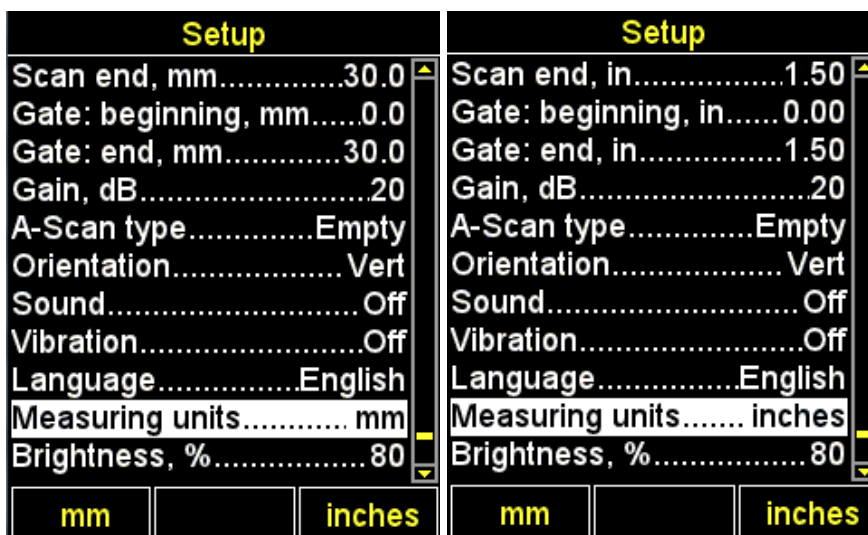 Setup
Scan end, mm..............30.0
Gate: beginning, mm......0.0
Gate: end, mm.............30.0
Gain, dB........................20
A-Scan type.............Empty
Orientation................... Vert
Sound........................... Off
Vibration........................Off
Language...............English
Measuring units............ mm
Brightness, %................80
mm
inches
Setup
Scan end, in................1.50
Gate: beginning, in......0.00
Gate: end, in...............1.50
Gain, dB........................20
A-Scan type.............Empty
Orientation................... Vert
Sound........................... Off
Vibration........................Off
Language...............English
Measuring units....... inches
Brightness, %................80
mm
inches